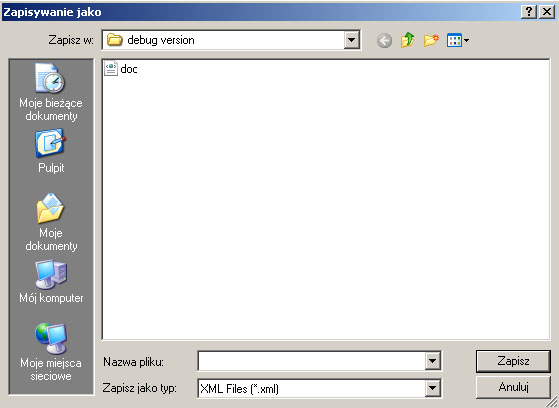 Zapisywanie jako
Zapisz w:
debug version
doc
Moje bieżące
dokumenty
Pulpit
Moje
dokumenty
Mój komputer
Moje miejsca
sieciowe
Nazwa pliku:
Zapisz
Zapisz jako typ:
XML Files (*.xml)
Anuluj